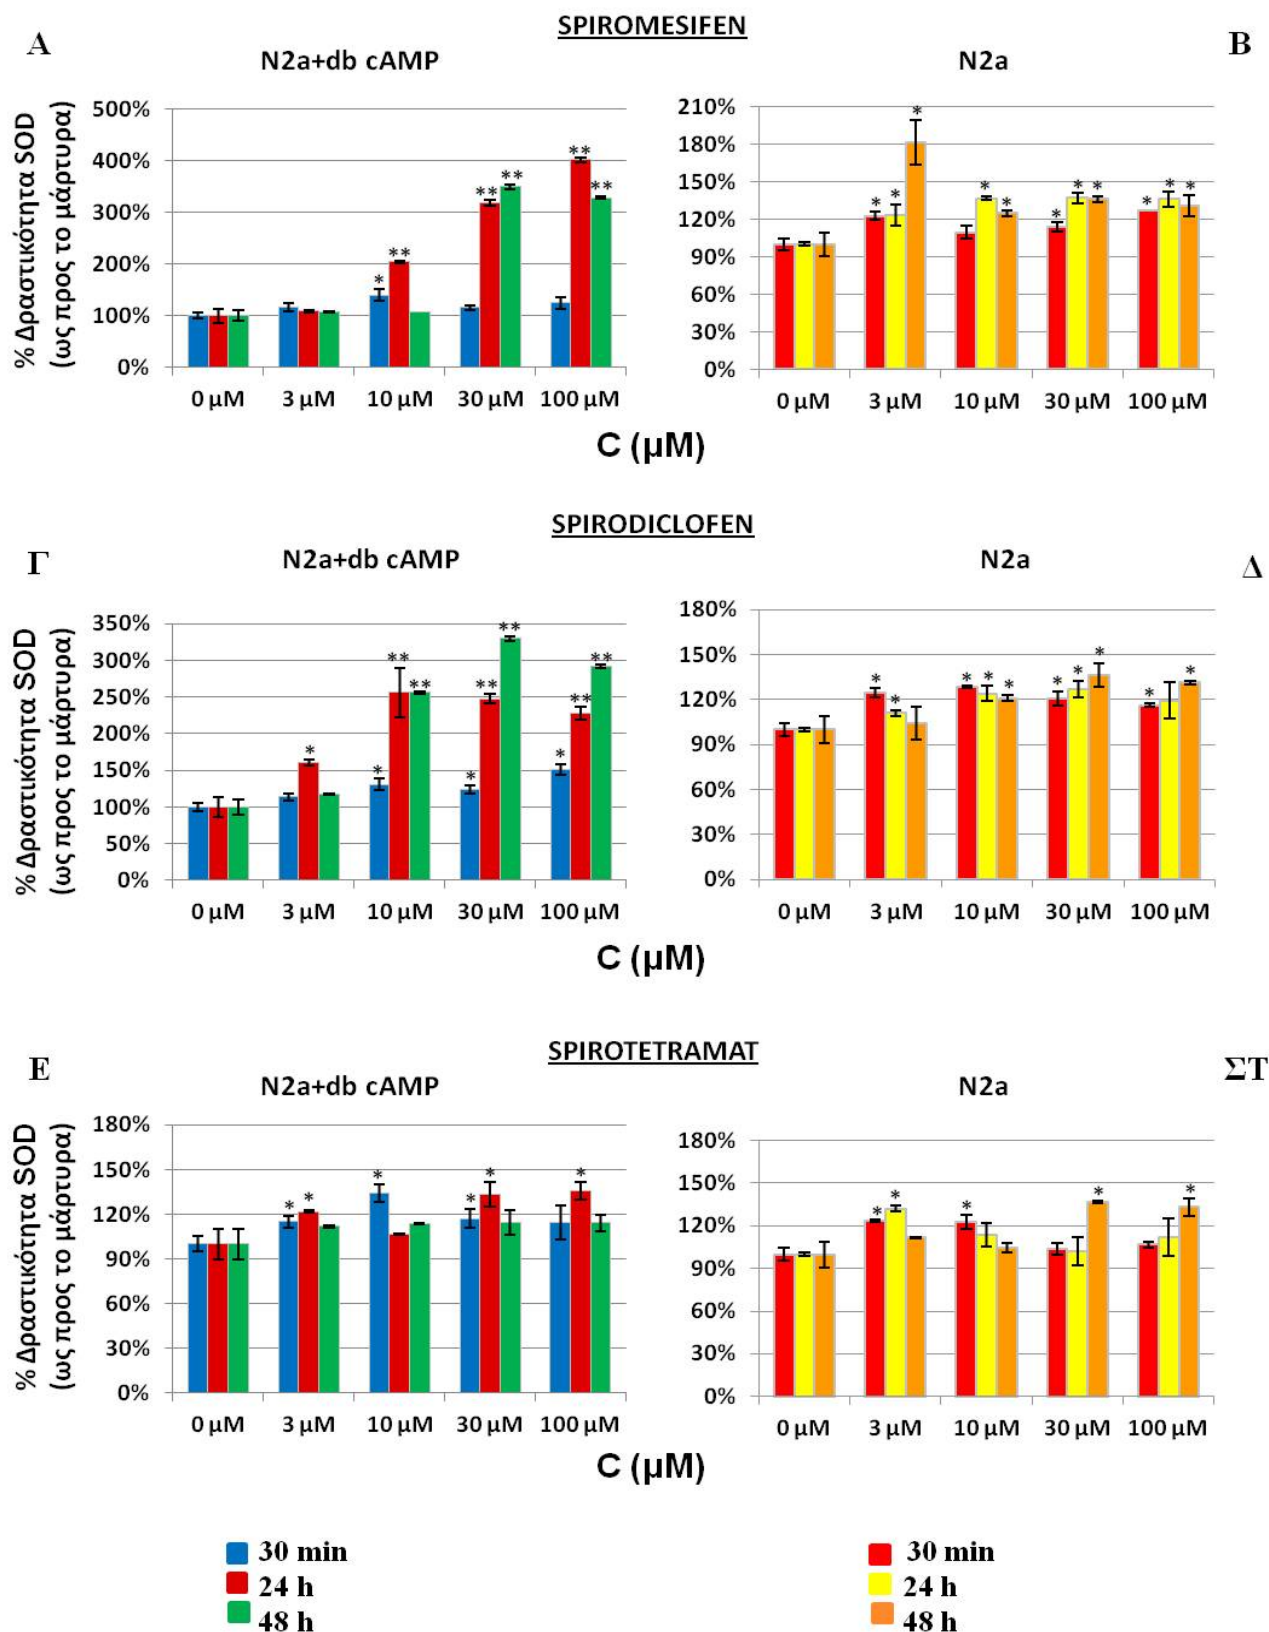 SPIROMESIFEN
A
B
N2a+db cAMP
N2a
% Δραστικότητα SOD
(ως προς το μάρτυρα)
500%
400%
300%
200%
100%
0%
* ** ** ** ** **
0 μM 3 μM 10 μM 30 μM 100 μM
210%
180%
150%
120%
90%
60%
30%
0%
* * * * * * * * * * *
0 μM 3 μM 10 μM 30 μM 100 μM
C (μM)
SPIRODICLOFEN
Γ
Δ
N2a+db cAMP
N2a
% Δραστικότητα SOD
(ως προς το μάρτυρα)
350%
300%
250%
200%
150%
100%
50%
0%
* * ** ** * ** ** * ** **
0 μM 3 μM 10 μM 30 μM 100 μM
180%
150%
120%
90%
60%
30%
0%
* * * * * * * * * *
0 μM 3 μM 10 μM 30 μM 100 μM
C (μM)
SPIROTETRAMAT
E
ΣΤ
N2a+db cAMP
N2a
% Δραστικότητα SOD
(ως προς το μάρτυρα)
180%
150%
120%
90%
60%
30%
0%
* * * * * *
0 μM 3 μM 10 μM 30 μM 100 μM
180%
150%
120%
90%
60%
30%
0%
* * * * *
0 μM 3 μM 10 μM 30 μM 100 μM
C (μM)
30 min
24 h
48 h
30 min
24 h
48 h